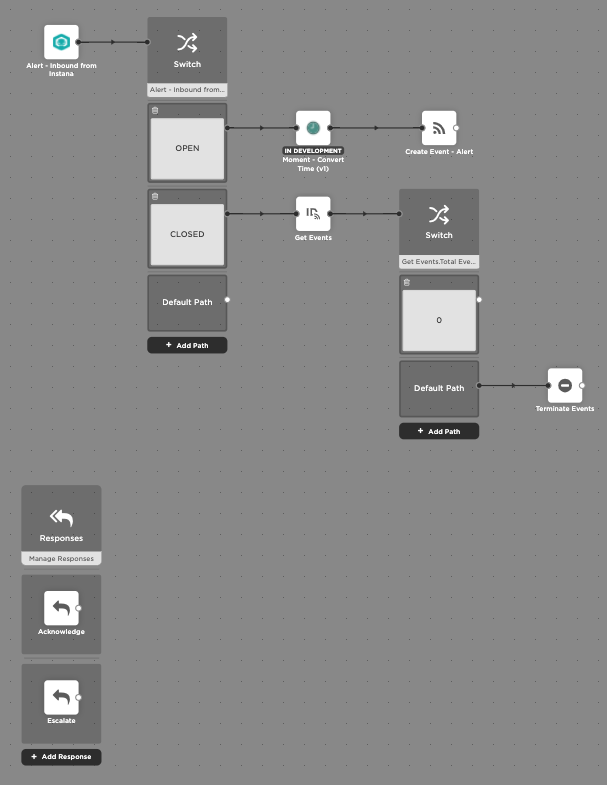 Alert - Inbound from
Instana
Switch
Alert - Inbound from...
OPEN
IN DEVELOPMENT
Moment - Convert
Time (v1)
Create Event - Alert
CLOSED
Get Events
Switch
Get Events.Total Eve...
Default Path
+ Add Path
0
Default Path
Terminate Events
+ Add Path
Responses
Manage Responses
Acknowledge
Escalate
+ Add Response